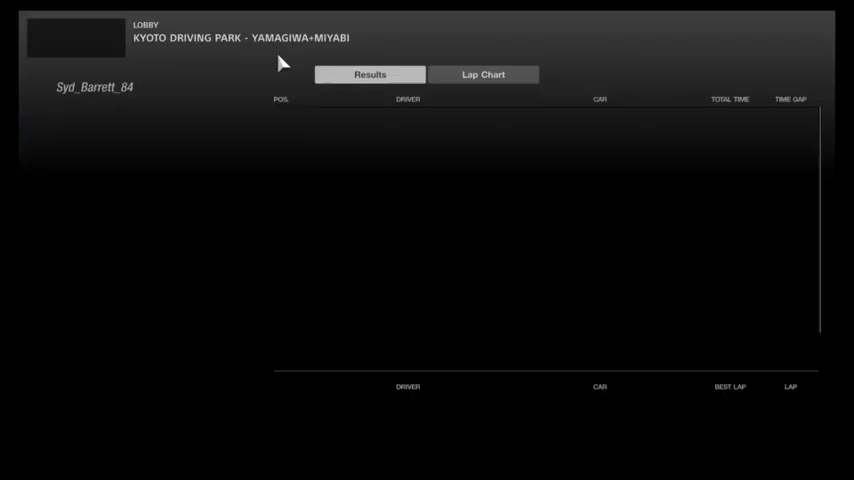 LOBBY
KYOTO DRIVING PARK - YAMAGIWA+MIYABI
Results Lap Chart
Syd_Barrett_84
POS. DRIVER CAR TOTAL TIME TIME GAP
DRIVER CAR BEST LAP LAP